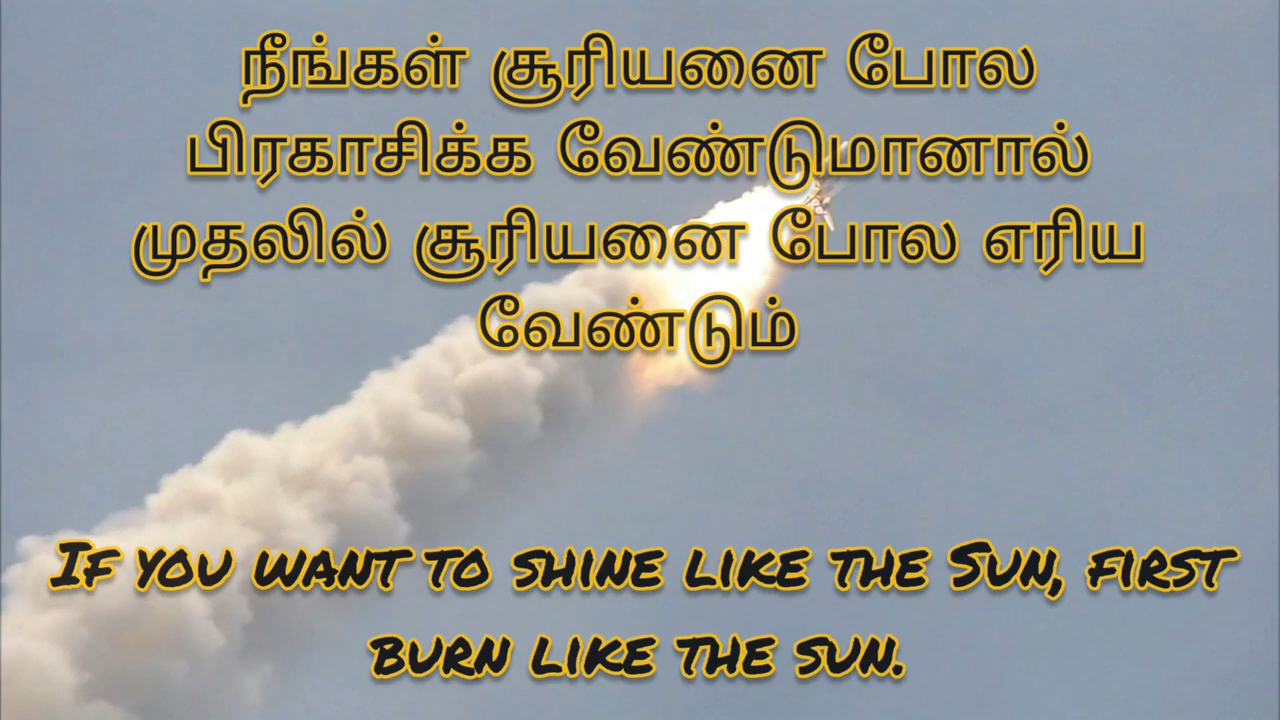 நீங்கள் சூரியனை போல
பிரகாசிக்க வேண்டுமானால்
முதலில் சூரியனை போல எரிய
வேண்டும்
If you want to shine like the Sun, first
burn like the sun.